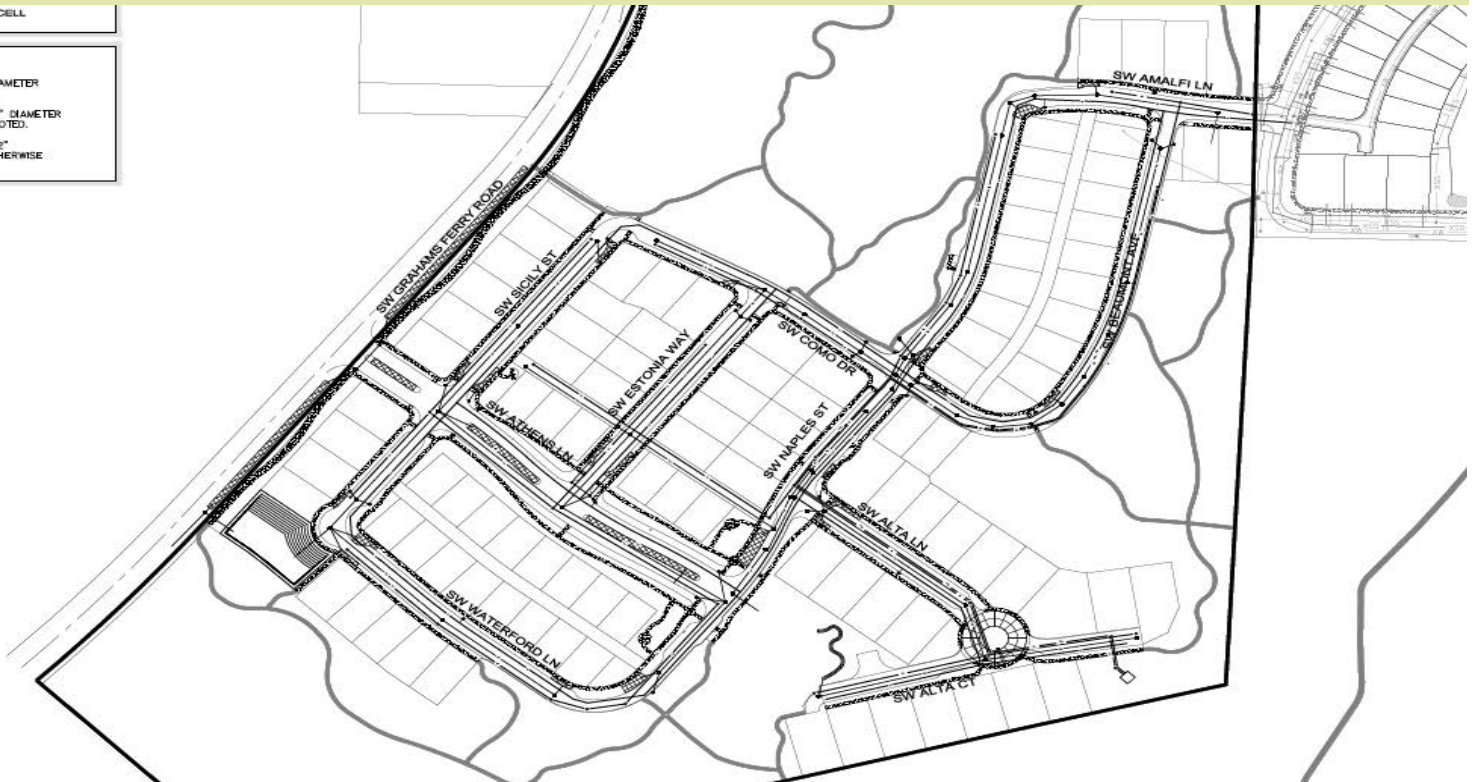 CELL
AMETER
" DIAMETER
OTED.
2"
HERWISE
SW AMALFI LN
SW GRAHAMS FERRY ROAD
SW SICILY ST
SW BEAUMONT AVE
SW COMO DR
SW ESTONIA WAY
SW ATHENS LN
SW NAPLES ST
SW ALTA LN
SW WATERFORD LN
SW ALTA CT